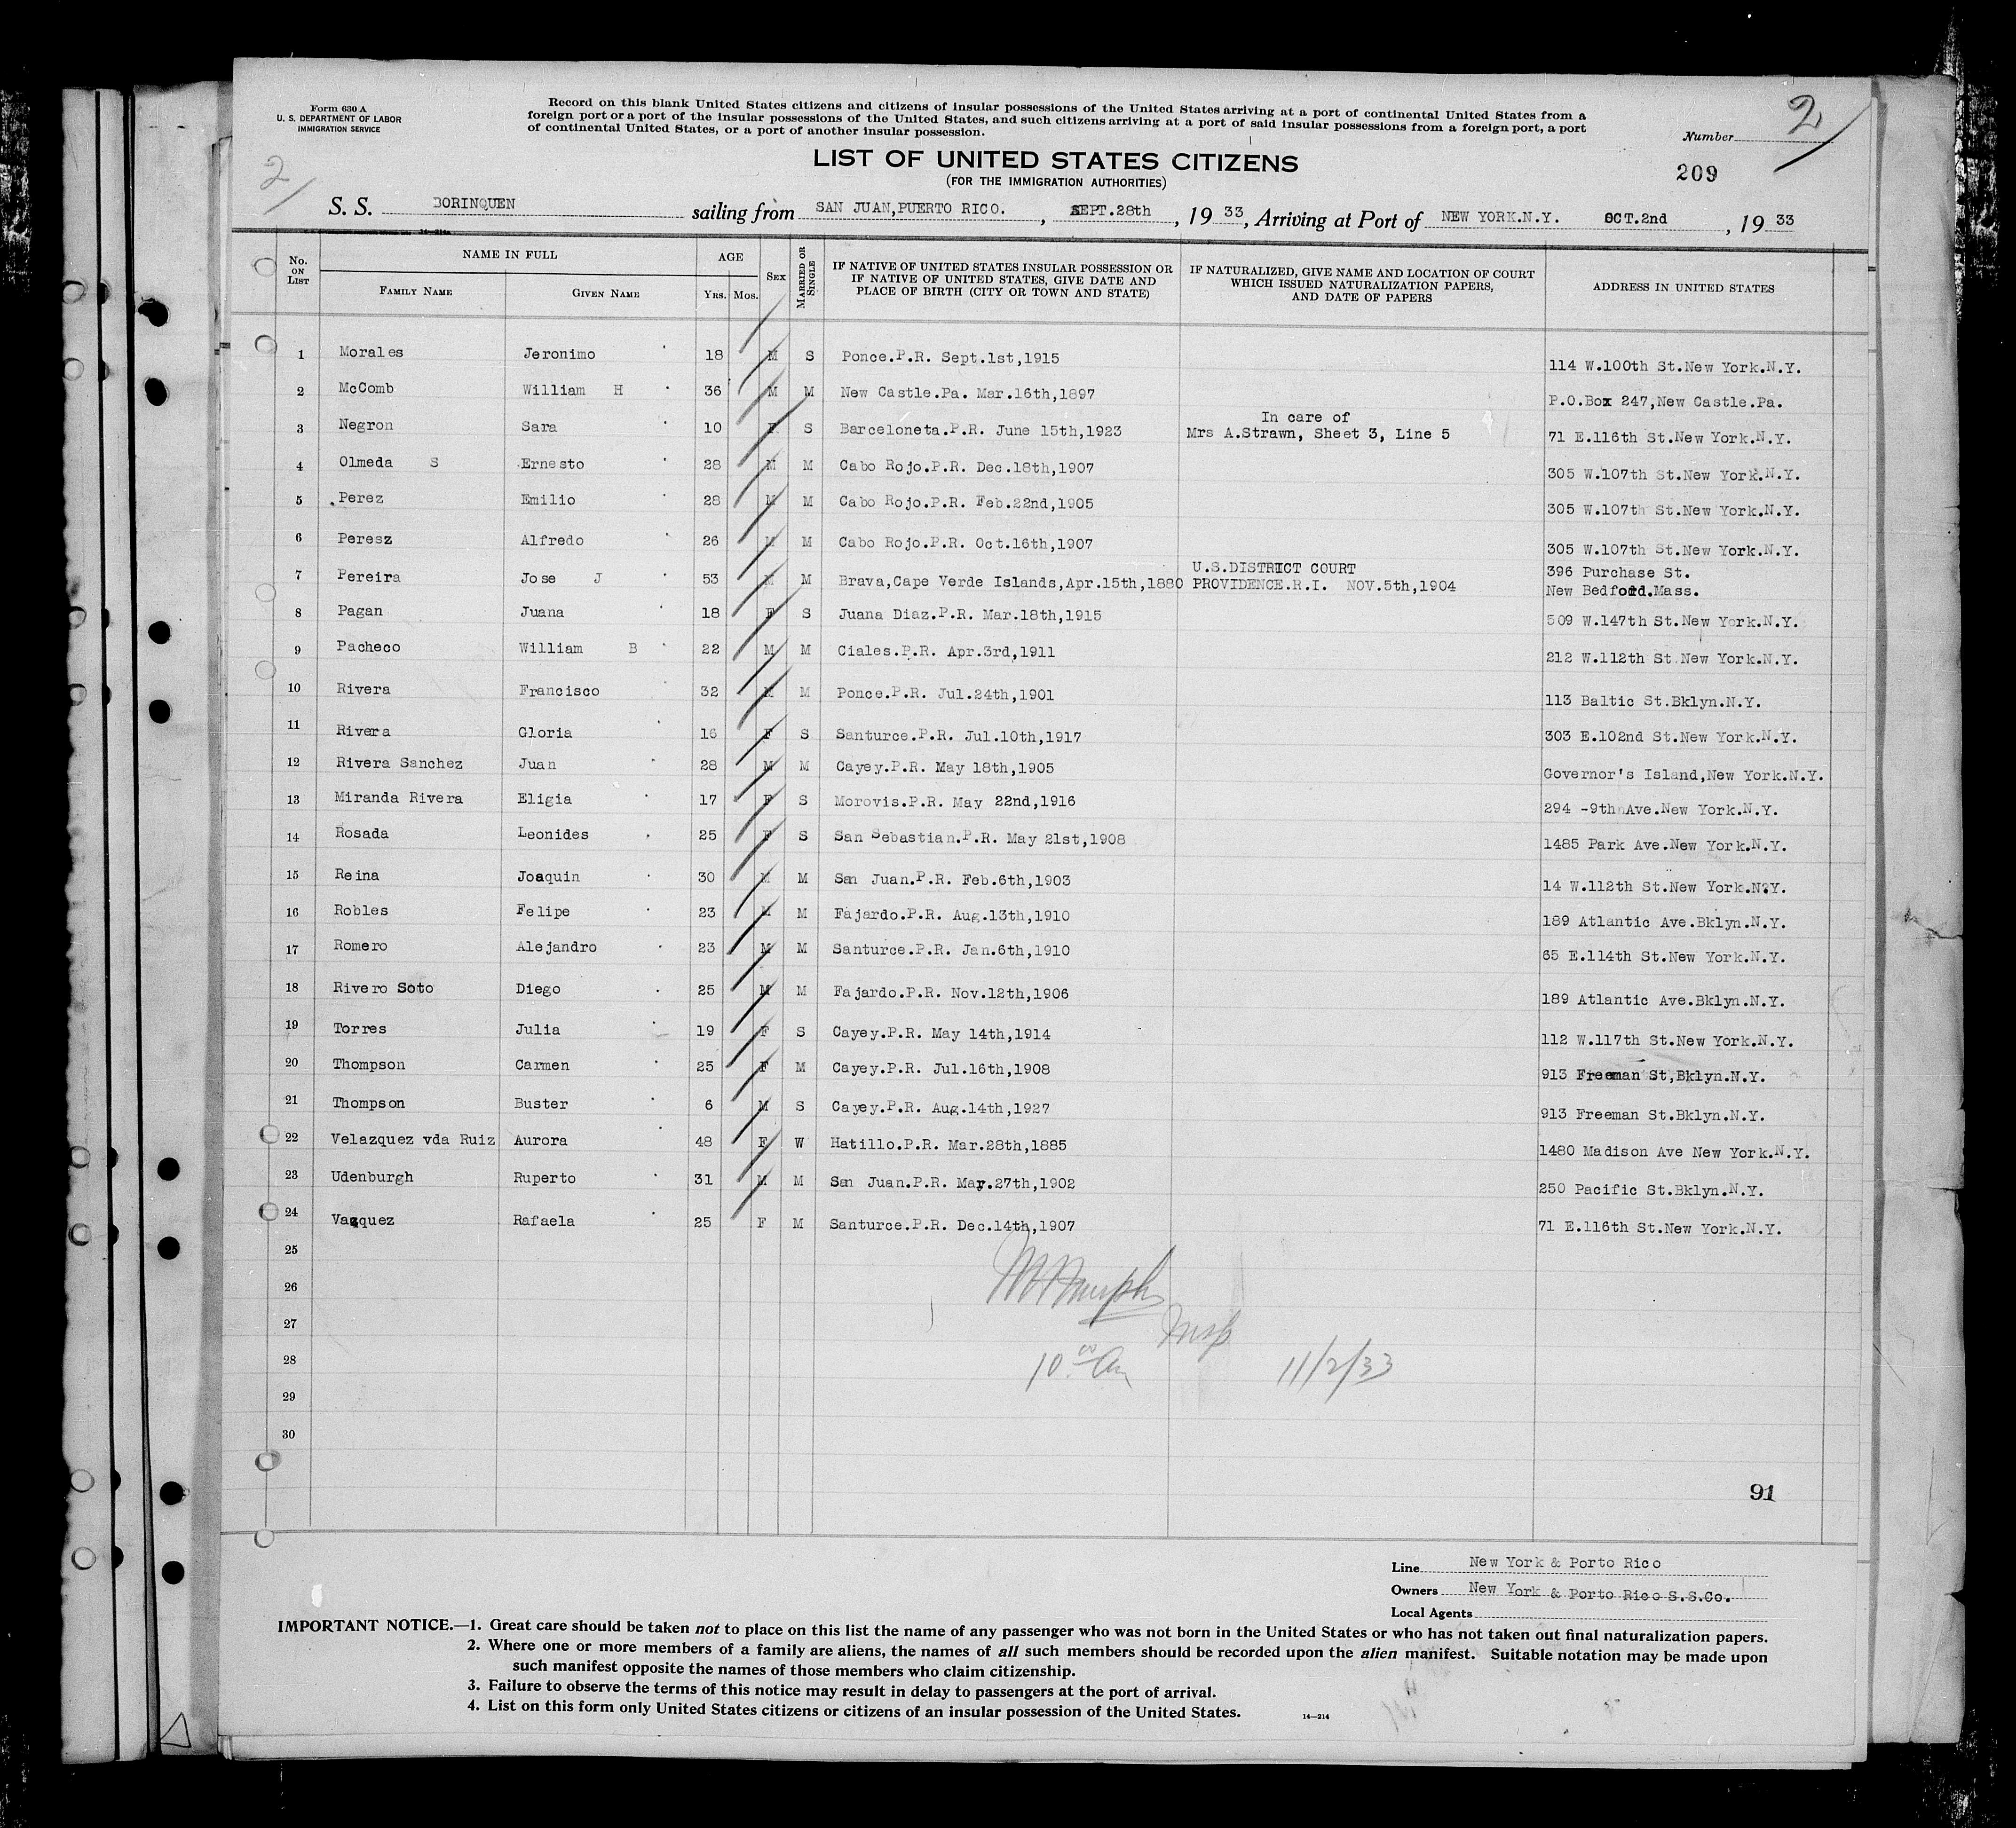 Form 630 A
U. S. DEPARTMENT OF LABOR
IMMIGRATION SERVICE
Record on this blank United States citizens and citizens of insular possessions of the United States arriving at a port of continental United States from a
foreign port or a port of the insular possessions of the United States, and such citizens arriving at a port of said insular possessions from a foreign port, a port
of continental United States, or a port of another insular possession.
Number 2
2
209
LIST OF UNITED STATES CITIZENS
(FOR THE IMMIGRATION AUTHORITIES)
S. S. BORINQUEN sailing from SAN JUAN,PUERTO RICO. , SEPT.28th , 19 33, Arriving at Port of NEW YORK.N.Y. OCT.2nd , 19 33
14-214
No. ON LIST NAME IN FULL FAMILY NAME GIVEN NAME AGE YRS. MOS. SEX MARRIED OR SINGLE IF NATIVE OF UNITED STATES INSULAR POSSESSION OR IF NATIVE OF UNITED STATES, GIVE DATE AND PLACE OF BIRTH (CITY OR TOWN AND STATE) IF NATURALIZED, GIVE NAME AND LOCATION OF COURT WHICH ISSUED NATURALIZATION PAPERS, AND DATE OF PAPERS ADDRESS IN UNITED STATES
1 Morales Jeronimo 18 M S Ponce.P.R. Sept.1st,1915 114 W.100th St.New York.N.Y.
2 McComb William H 36 M M New Castle.Pa. Mar.16th,1897 P.O.Box 247,New Castle.Pa.
3 Negron Sara 10 F S Barceloneta.P.R. June 15th,1923 In care of Mrs A.Strawn, Sheet 3, Line 5 71 E.116th St.New York.N.Y.
4 Olmeda S Ernesto 28 M M Cabo Rojo.P.R. Dec.18th,1907 305 W.107th St.New York.N.Y.
5 Perez Emilio 28 M M Cabo Rojo.P.R. Feb.22nd,1905 305 W.107th St.New York.N.Y.
6 Peresz Alfredo 26 M M Cabo Rojo.P.R. Oct.16th,1907 305 W.107th St.New York.N.Y.
7 Pereira Jose J 53 M M Brava,Cape Verde Islands,Apr.15th,1880 U.S.DISTRICT COURT PROVIDENCE.R.I. NOV.5th,1904 396 Purchase St. New Bedford.Mass.
8 Pagan Juana 18 F S Juana Diaz.P.R. Mar.18th,1915 509 W.147th St.New York.N.Y.
9 Pacheco William B 22 M M Ciales.P.R. Apr.3rd,1911 212 W.112th St.New York.N.Y.
10 Rivera Francisco 32 M M Ponce.P.R. Jul.24th,1901 113 Baltic St.Bklyn.N.Y.
11 Rivera Gloria 16 F S Santurce.P.R. Jul.10th,1917 303 E.102nd St.New York.N.Y.
12 Rivera Sanchez Juan 28 M M Cayey.P.R. May 18th,1905 Governor's Island,New York.N.Y.
13 Miranda Rivera Eligia 17 F S Morovis.P.R. May 22nd,1916 294 -9th Ave.New York.N.Y.
14 Rosada Leonides 25 F S San Sebastian.P.R. May 21st,1908 1485 Park Ave.New York.N.Y.
15 Reina Joaquin 30 M M San Juan.P.R. Feb.6th,1903 14 W.112th St.New York.N?Y.
16 Robles Felipe 23 M M Fajardo.P.R. Aug.13th,1910 189 Atlantic Ave.Bklyn.N.Y.
17 Romero Alejandro 23 M M Santurce.P.R. Jan.6th,1910 65 E.114th St.New York.N.Y.
18 Rivero Soto Diego 25 M M Fajardo.P.R. Nov.12th,1906 189 Atlantic Ave.Bklyn.N.Y.
19 Torres Julia 19 F S Cayey.P.R. May 14th,1914 112 W.117th St.New York.N.Y.
20 Thompson Carmen 25 F M Cayey.P.R. Jul.16th,1908 913 Freeman St,Bklyn.N.Y.
21 Thompson Buster 6 M S Cayey.P.R. Aug.14th,1927 913 Freeman St.Bklyn.N.Y.
22 Velazquez vda Ruiz Aurora 48 F W Hatillo.P.R. Mar.28th,1885 1480 Madison Ave New York.N.Y.
23 Udenburgh Ruperto 31 M M San Juan.P.R. Mar.27th,1902 250 Pacific St.Bklyn.N.Y.
24 Vazquez Rafaela 25 F M Santurce.P.R. Dec.14th,1907 71 E.116th St.New York.N.Y.
25
26
27 Insp
28 10 00 Am 11/2/33
29
30
91
Line New York & Porto Rico
Owners New York & Porto Rico S.S.Co.
Local Agents
IMPORTANT NOTICE.—1. Great care should be taken not to place on this list the name of any passenger who was not born in the United States or who has not taken out final naturalization papers.
2. Where one or more members of a family are aliens, the names of all such members should be recorded upon the alien manifest. Suitable notation may be made upon
such manifest opposite the names of those members who claim citizenship.
3. Failure to observe the terms of this notice may result in delay to passengers at the port of arrival.
4. List on this form only United States citizens or citizens of an insular possession of the United States.
14—214